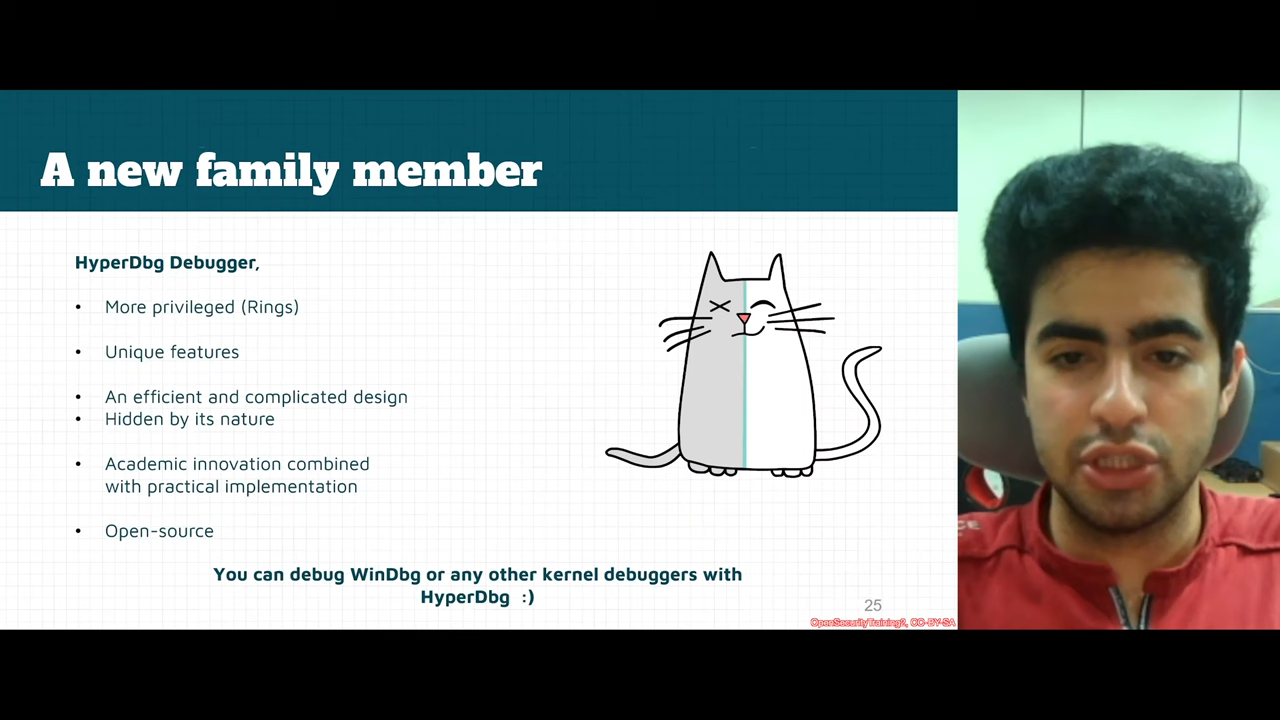 A new family member
HyperDbg Debugger,
• More privileged (Rings)
• Unique features
• An efficient and complicated design
• Hidden by its nature
• Academic innovation combined
with practical implementation
• Open-source
You can debug WinDbg or any other kernel debuggers with
HyperDbg :)
25
OpenSecurityTraining2, CC-BY-SA